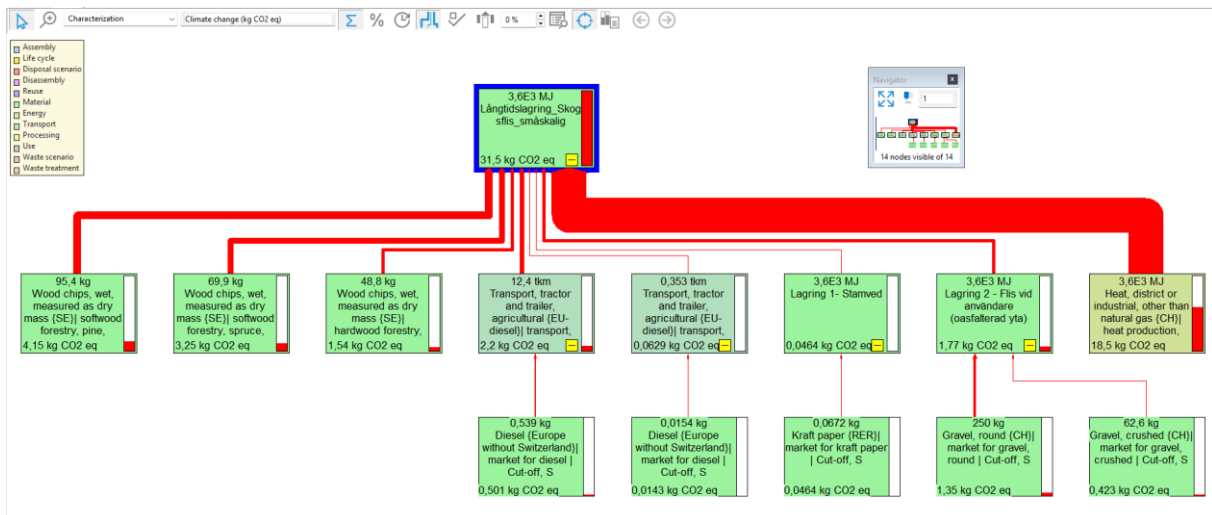 Characterization
Climate change (kg CO2 eq)
Σ
%
0 %
Assembly
Life cycle
Disposal scenario
Disassembly
Reuse
Material
Energy
Transport
Processing
Use
Waste scenario
Waste treatment
Navigator
x
1
14 nodes visible of 14
3,6E3 MJ
Långtidslagring_Skog
sflis_småskalig
31,5 kg CO2 eq
95,4 kg
Wood chips, wet,
measured as dry
mass {SE}|
softwood
forestry, pine,
4,15 kg CO2 eq
69,9 kg
Wood chips, wet,
measured as dry
mass {SE}| softwood
forestry, spruce,
3,25 kg CO2 eq
48,8 kg
Wood chips, wet,
measured as dry
mass {SE}|
hardwood forestry,
1,54 kg CO2 eq
12,4 tkm
Transport, tractor
and trailer,
agricultural {EU-
diesel}| transport,
2,2 kg CO2 eq
0,353 tkm
Transport, tractor
and trailer,
agricultural {EU-
diesel}| transport,
0,0629 kg CO2 eq
3,6E3 MJ
Lagring 1- Stamved
0,0464 kg CO2 eq
3,6E3 MJ
Lagring 2 - Flis vid
användare
(oasfalterad yta)
1,77 kg CO2 eq
3,6E3 MJ
Heat, district or
industrial, other than
natural gas {CH}|
heat production,
18,5 kg CO2 eq
0,539 kg
Diesel {Europe
without Switzerland}|
market for diesel |
Cut-off, S
0,501 kg CO2 eq
0,0154 kg
Diesel {Europe
without Switzerland}|
market for diesel |
Cut-off, S
0,0143 kg CO2 eq
0,0672 kg
Kraft paper {RER}|
market for kraft paper
| Cut-off, S
0,0464 kg CO2 eq
250 kg
Gravel, round {CH}|
market for gravel,
round | Cut-off, S
1,35 kg CO2 eq
62,6 kg
Gravel, crushed {CH}|
market for gravel,
crushed | Cut-off, S
0,423 kg CO2 eq